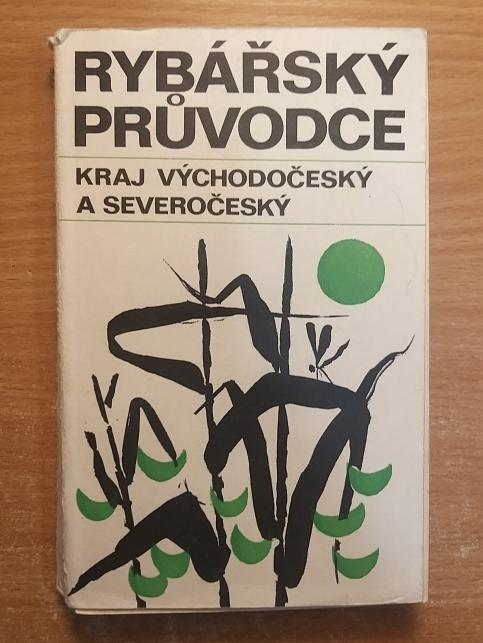 RYBÁŘSKÝ
PRŮVODCE
KRAJ VÝCHODOČESKÝ
A SEVEROČESKÝ